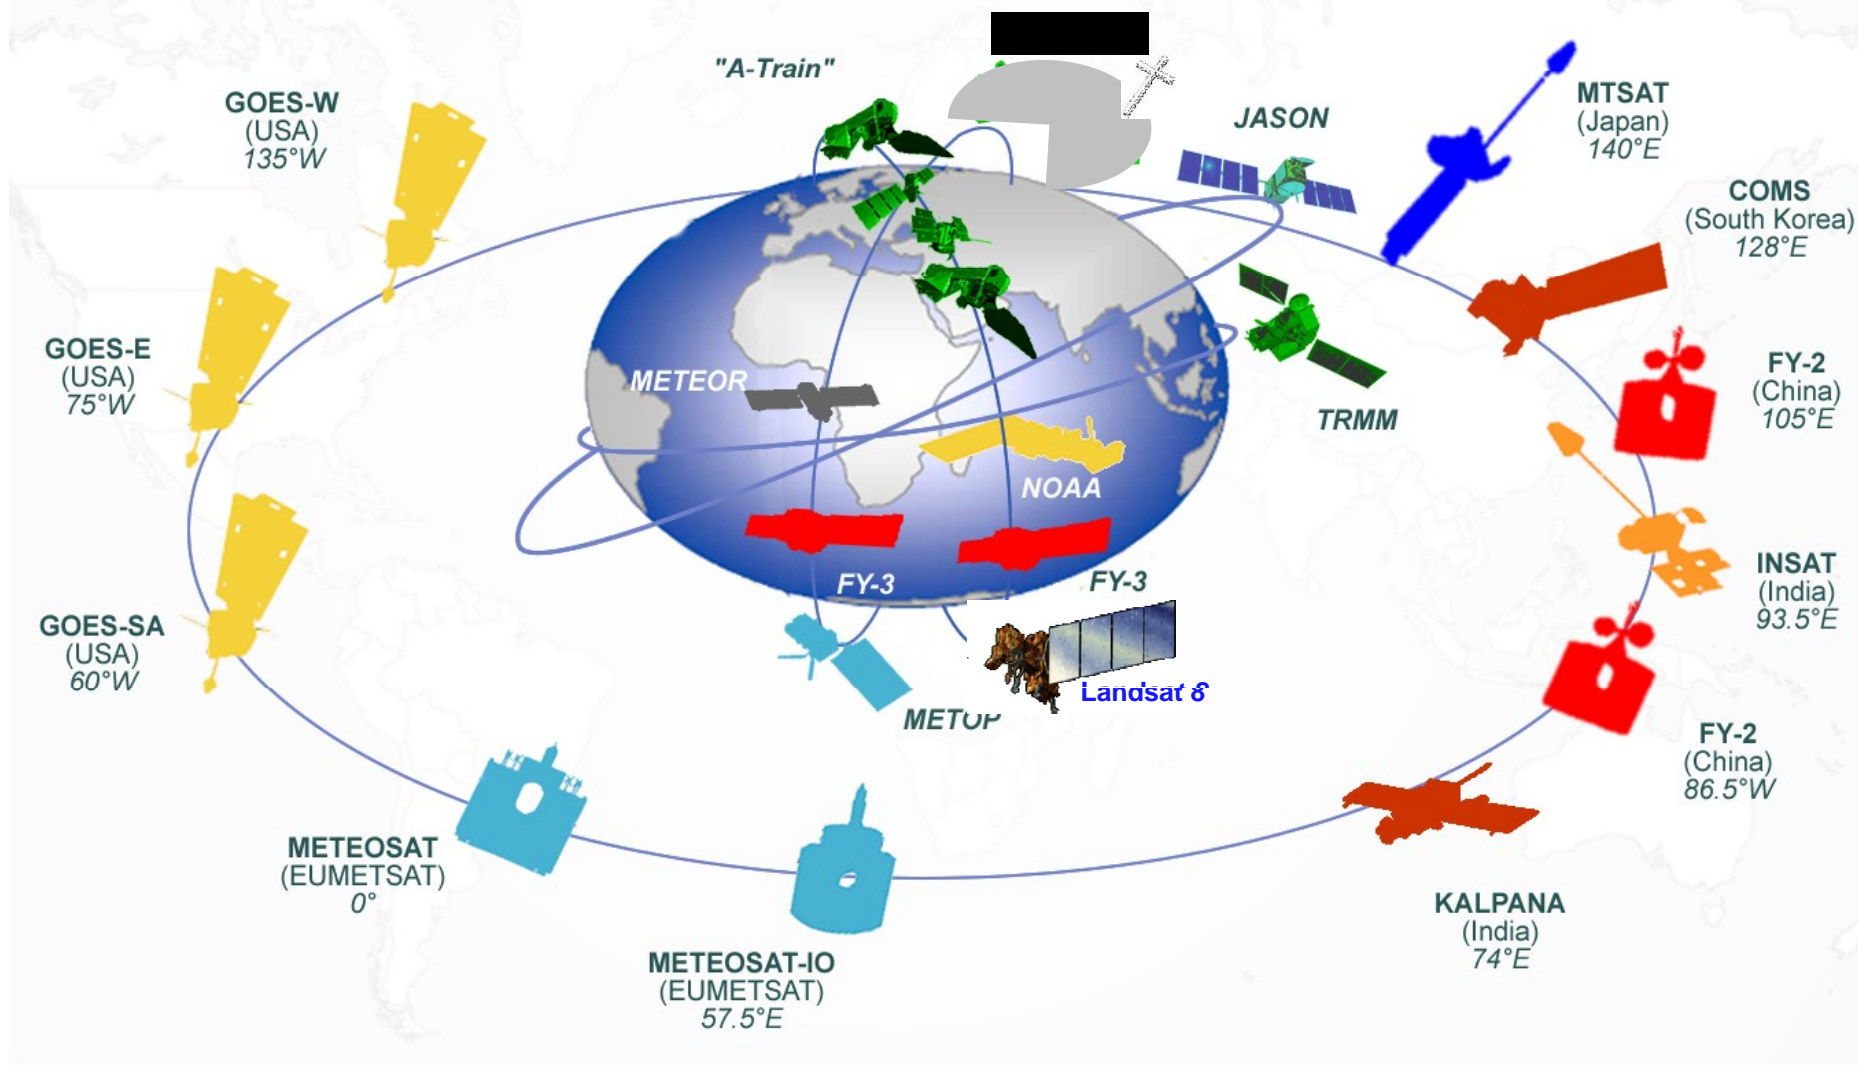 "A-Train"
GOES-W
(USA)
135°W
JASON
MTSAT
(Japan)
140°E
COMS
(South Korea)
128°E
GOES-E
(USA)
75°W
METEOR
TRMM
FY-2
(China)
105°E
NOAA
INSAT
(India)
93.5°E
FY-3
FY-3
GOES-SA
(USA)
60°W
Landsat 8
METOP
FY-2
(China)
86.5°W
METEOSAT
(EUMETSAT)
0°
KALPANA
(India)
74°E
METEOSAT-IO
(EUMETSAT)
57.5°E